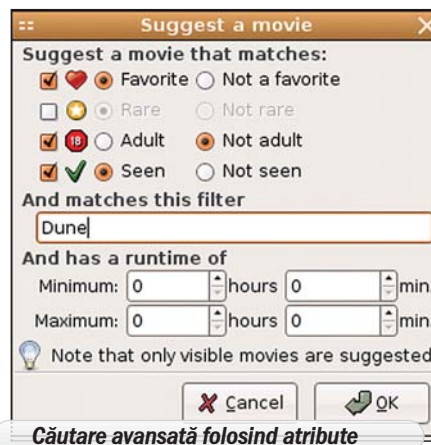 Suggest a movie
Suggest a movie that matches:
Favorite Not a favorite
Rare Not rare
18 Adult Not adult
Seen Not seen
And matches this filter
Dune
And has a runtime of
Minimum: 0 hours 0 min.
Maximum: 0 hours 0 min.
Note that only visible movies are suggested
Cancel OK
Căutare avansată folosind atribute